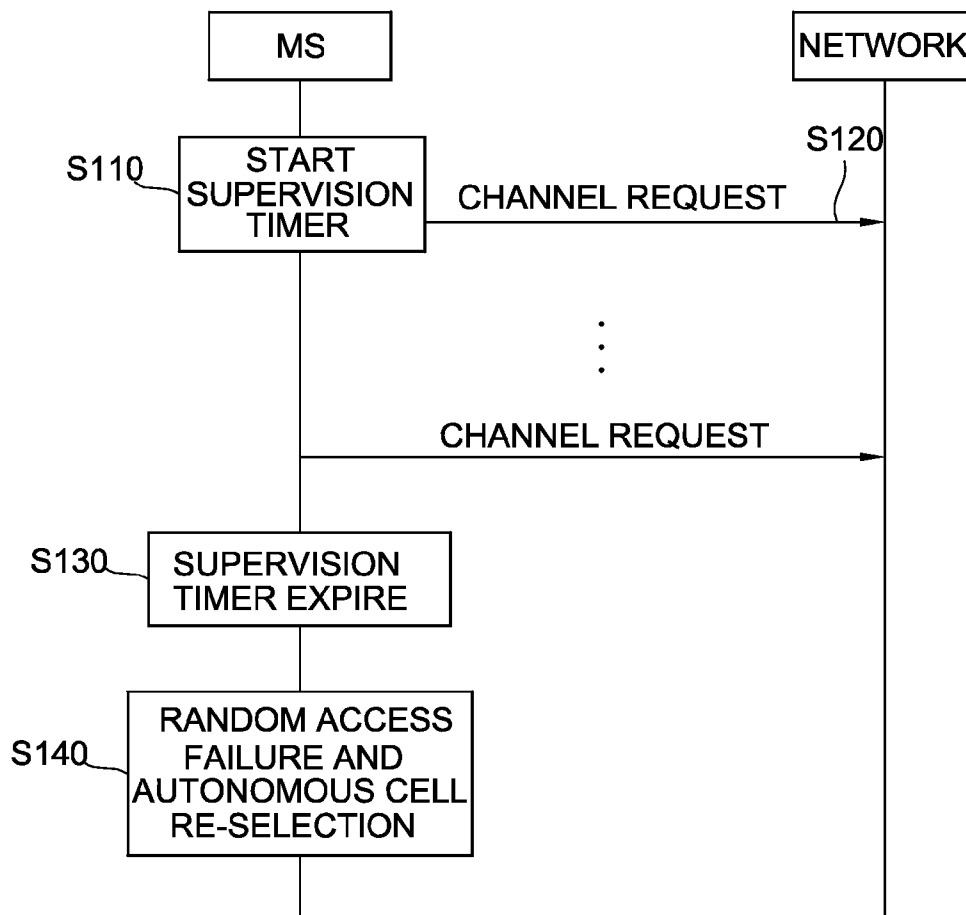 MS
NETWORK
S110
START
SUPERVISION
TIMER
S120
CHANNEL REQUEST
CHANNEL REQUEST
S130
SUPERVISION
TIMER EXPIRE
S140
RANDOM ACCESS
FAILURE AND
AUTONOMOUS CELL
RE-SELECTION